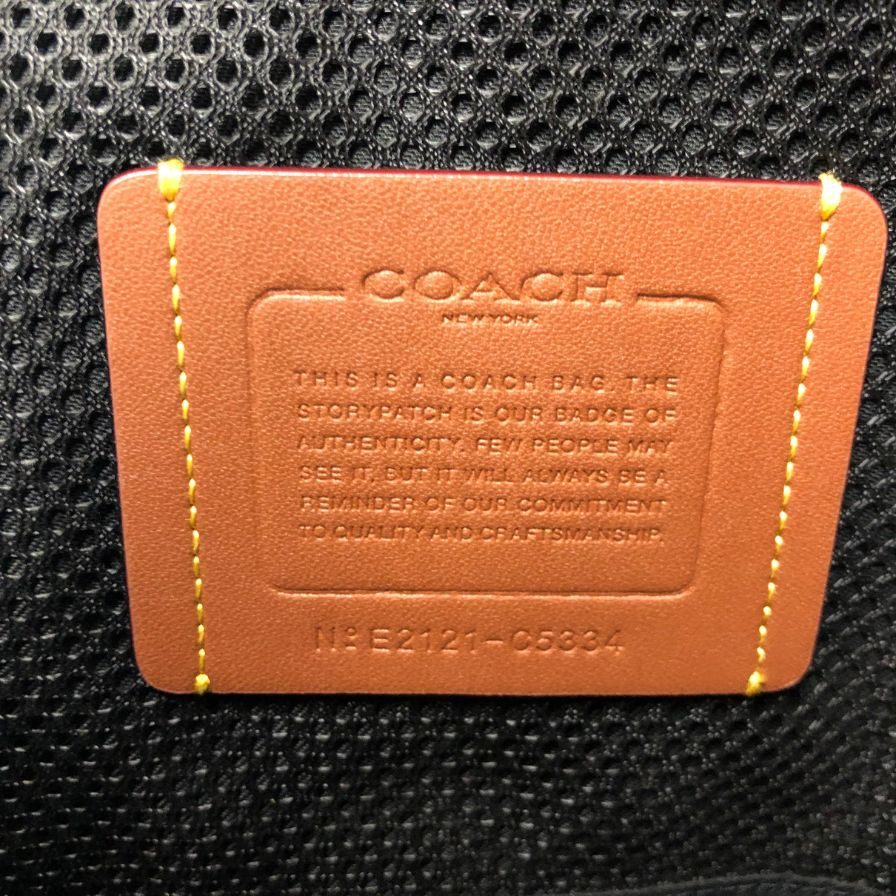 COACH
NEW YORK
THIS IS A COACH BAG. THE
STORYPATCH IS OUR BADGE OF
AUTHENTICITY. FEW PEOPLE MAY
SEE IT, BUT IT WILL ALWAYS BE A
REMINDER OF OUR COMMITMENT
TO QUALITY AND CRAFTSMANSHIP.
Nº E2121-C5334